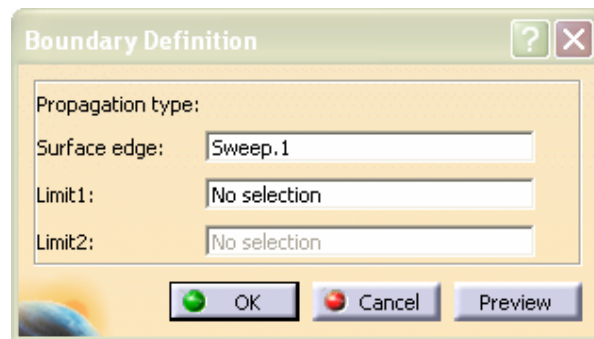 Boundary Definition
Propagation type:
Surface edge: Sweep.1
Limit1: No selection
Limit2: No selection
OK Cancel Preview